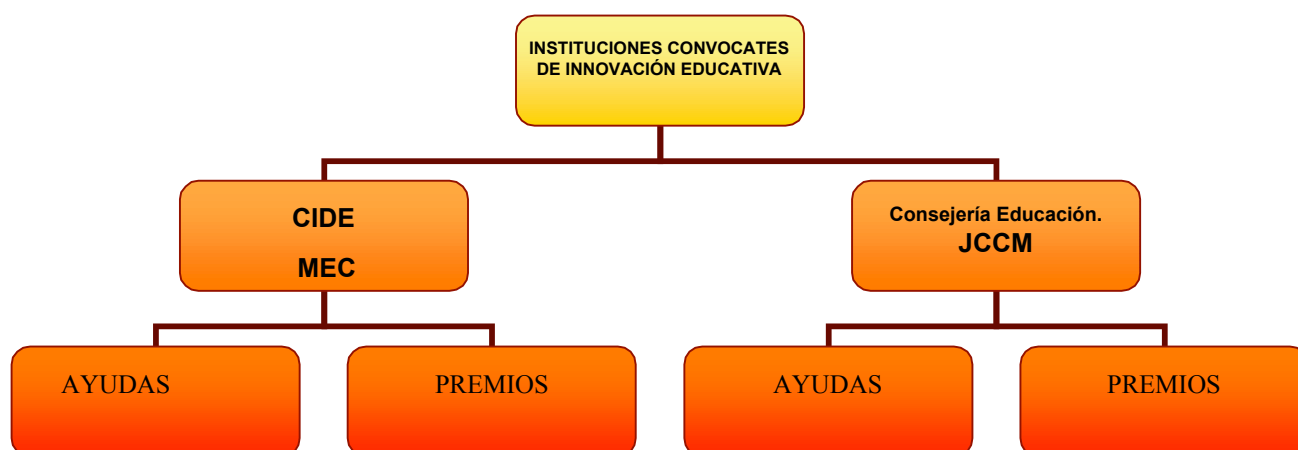 INSTITUCIONES CONVOCATES
DE INNOVACIÓN EDUCATIVA
CIDE
MEC
Consejería Educación.
JCCM
AYUDAS
PREMIOS
AYUDAS
PREMIOS